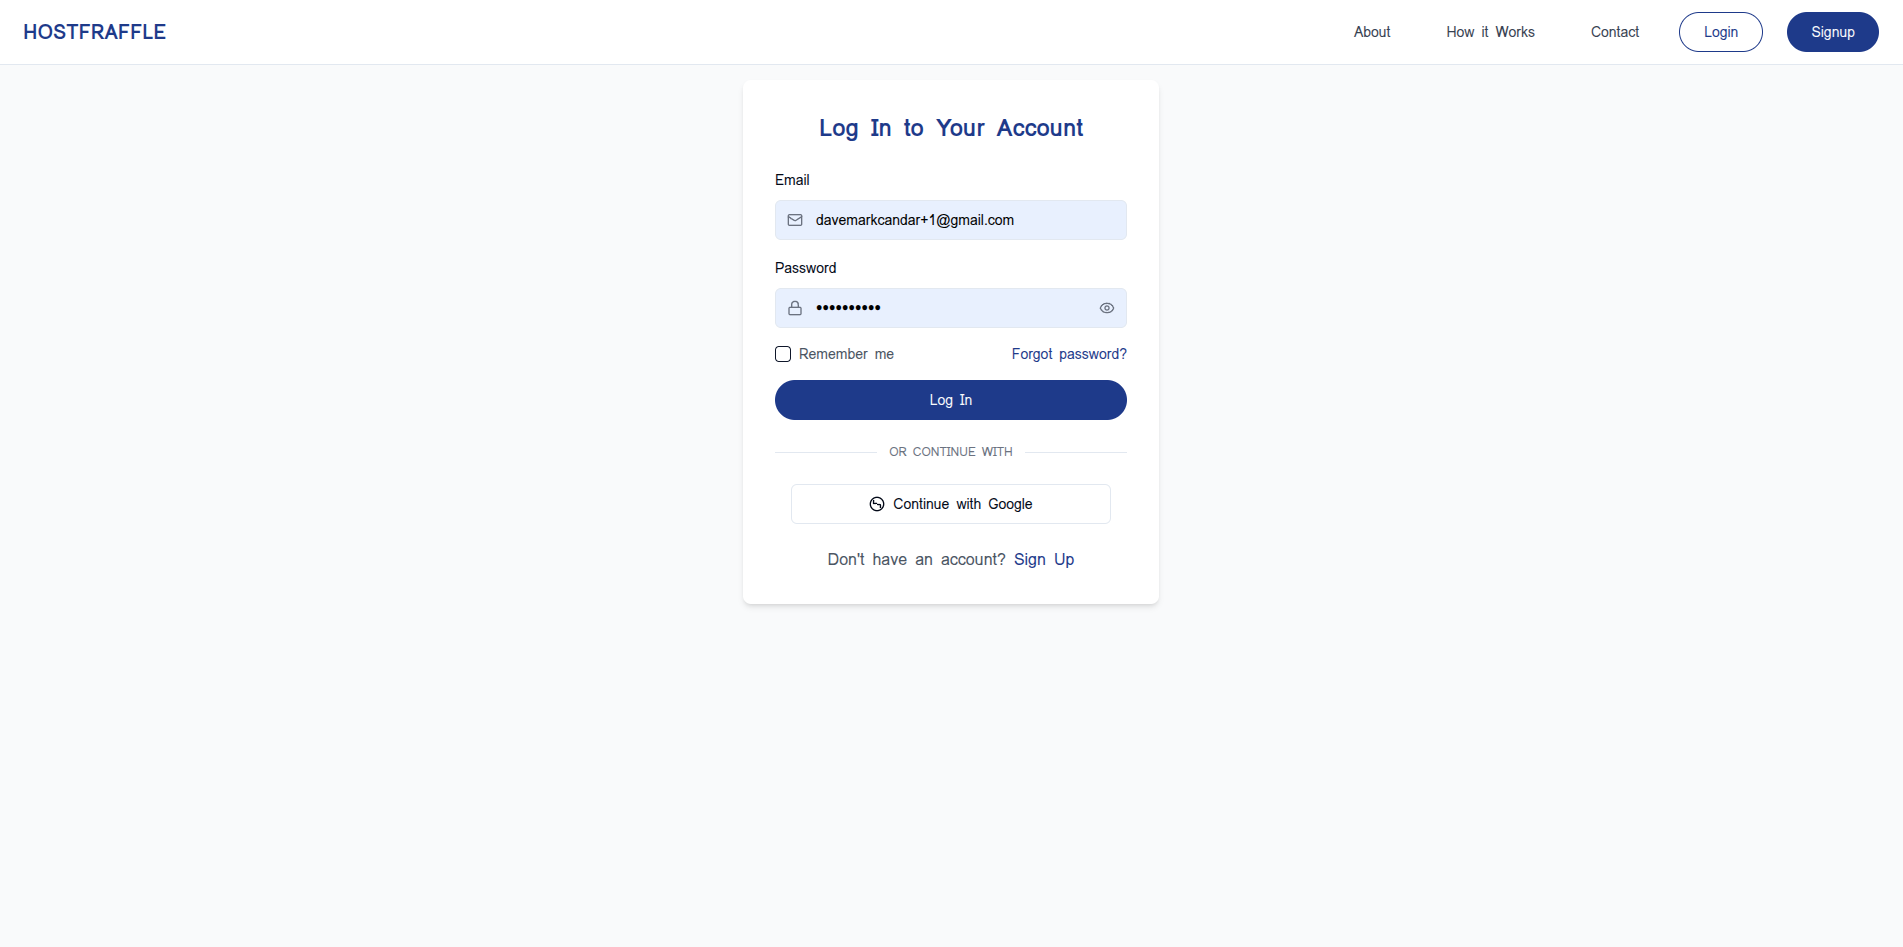 HOSTFRAFFLE
About
How it Works
Contact
Login
Signup
Log In to Your Account
Email
davemarkcandar+1@gmail.com
Password
••••••••••
Remember me
Forgot password?
Log In
OR CONTINUE WITH
Continue with Google
Don't have an account? Sign Up